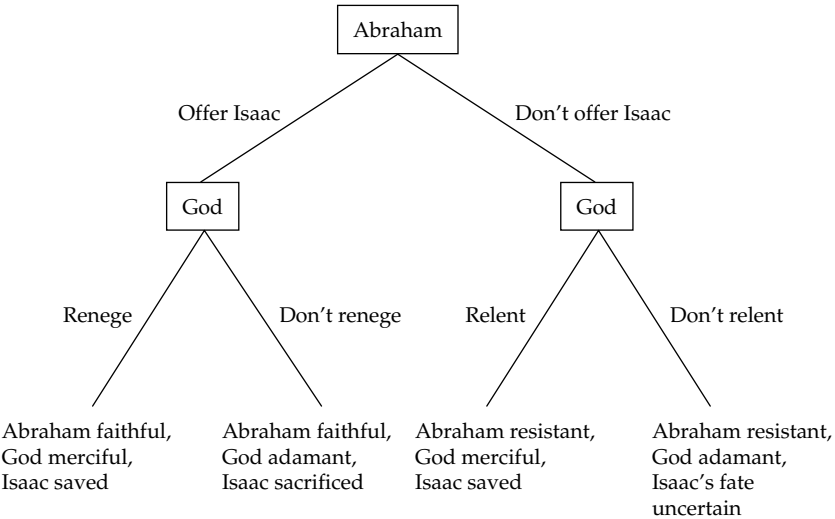 Abraham
Offer Isaac
Don't offer Isaac
God
God
Renege
Don't renege
Relent
Don't relent
Abraham faithful,
God merciful,
Isaac saved
Abraham faithful,
God adamant,
Isaac sacrificed
Abraham resistant,
God merciful,
Isaac saved
Abraham resistant,
God adamant,
Isaac's fate
uncertain